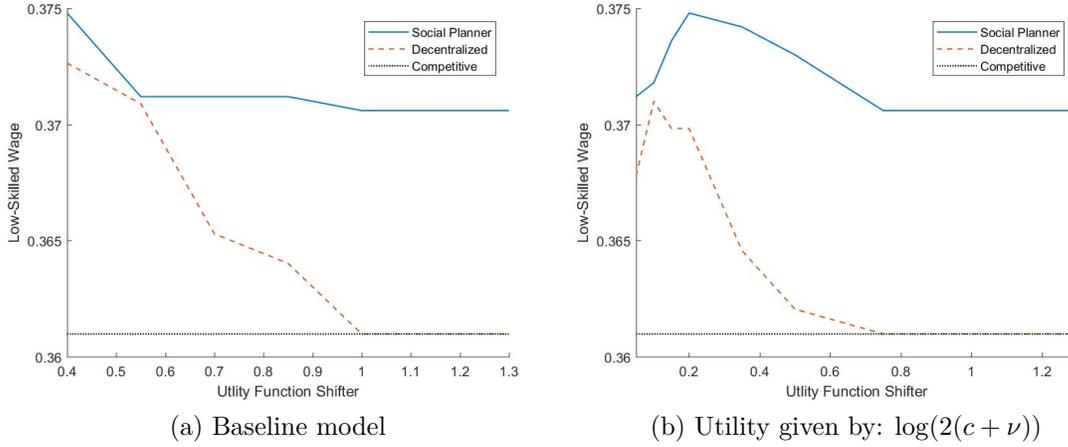 0.375
0.37
0.365
0.36
Low-Skilled Wage
Social Planner
Decentralized
Competitive
0.4 0.5 0.6 0.7 0.8 0.9 1 1.1 1.2 1.3
Utlity Function Shifter
(a) Baseline model
0.375
0.37
0.365
0.36
Low-Skilled Wage
Social Planner
Decentralized
Competitive
0.2 0.4 0.6 0.8 1 1.2
Utlity Function Shifter
(b) Utility given by: log(2(c + ν))